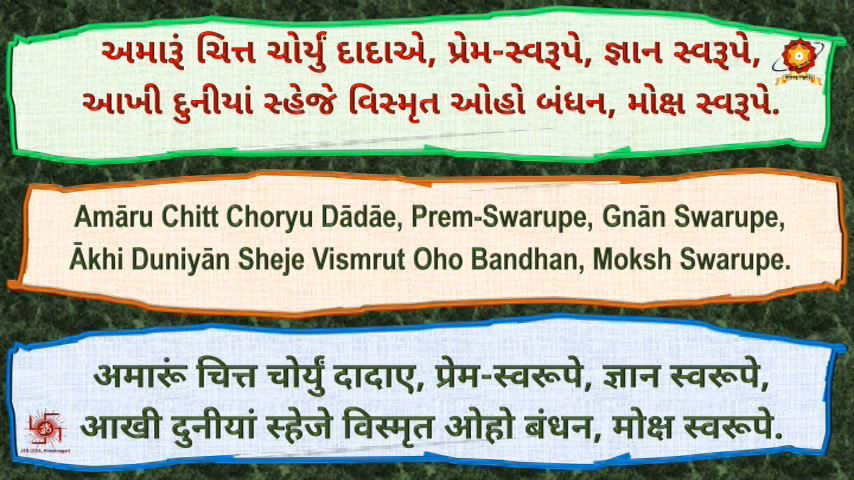 અમારૂં ચિત્ત ચોર્યું દાદાએ, પ્રેમ-સ્વરૂપે, જ્ઞાન સ્વરૂપે,
આખી દુનીયાં સ્હેજે વિસ્મૃત ઓહો બંધન, મોક્ષ સ્વરૂપે.
Amāru Chitt Choryu Dādāe, Prem-Swarupe, Gnān Swarupe,
Ākhi Duniyān Sheje Vismrut Oho Bandhan, Moksh Swarupe.
अमारूं चित्त चोर्युं दादाए, प्रेम-स्वरूपे, ज्ञान स्वरूपे,
आखी दुनीयां स्हेजे विस्मृत ओहो बंधन, मोक्ष स्वरूपे.